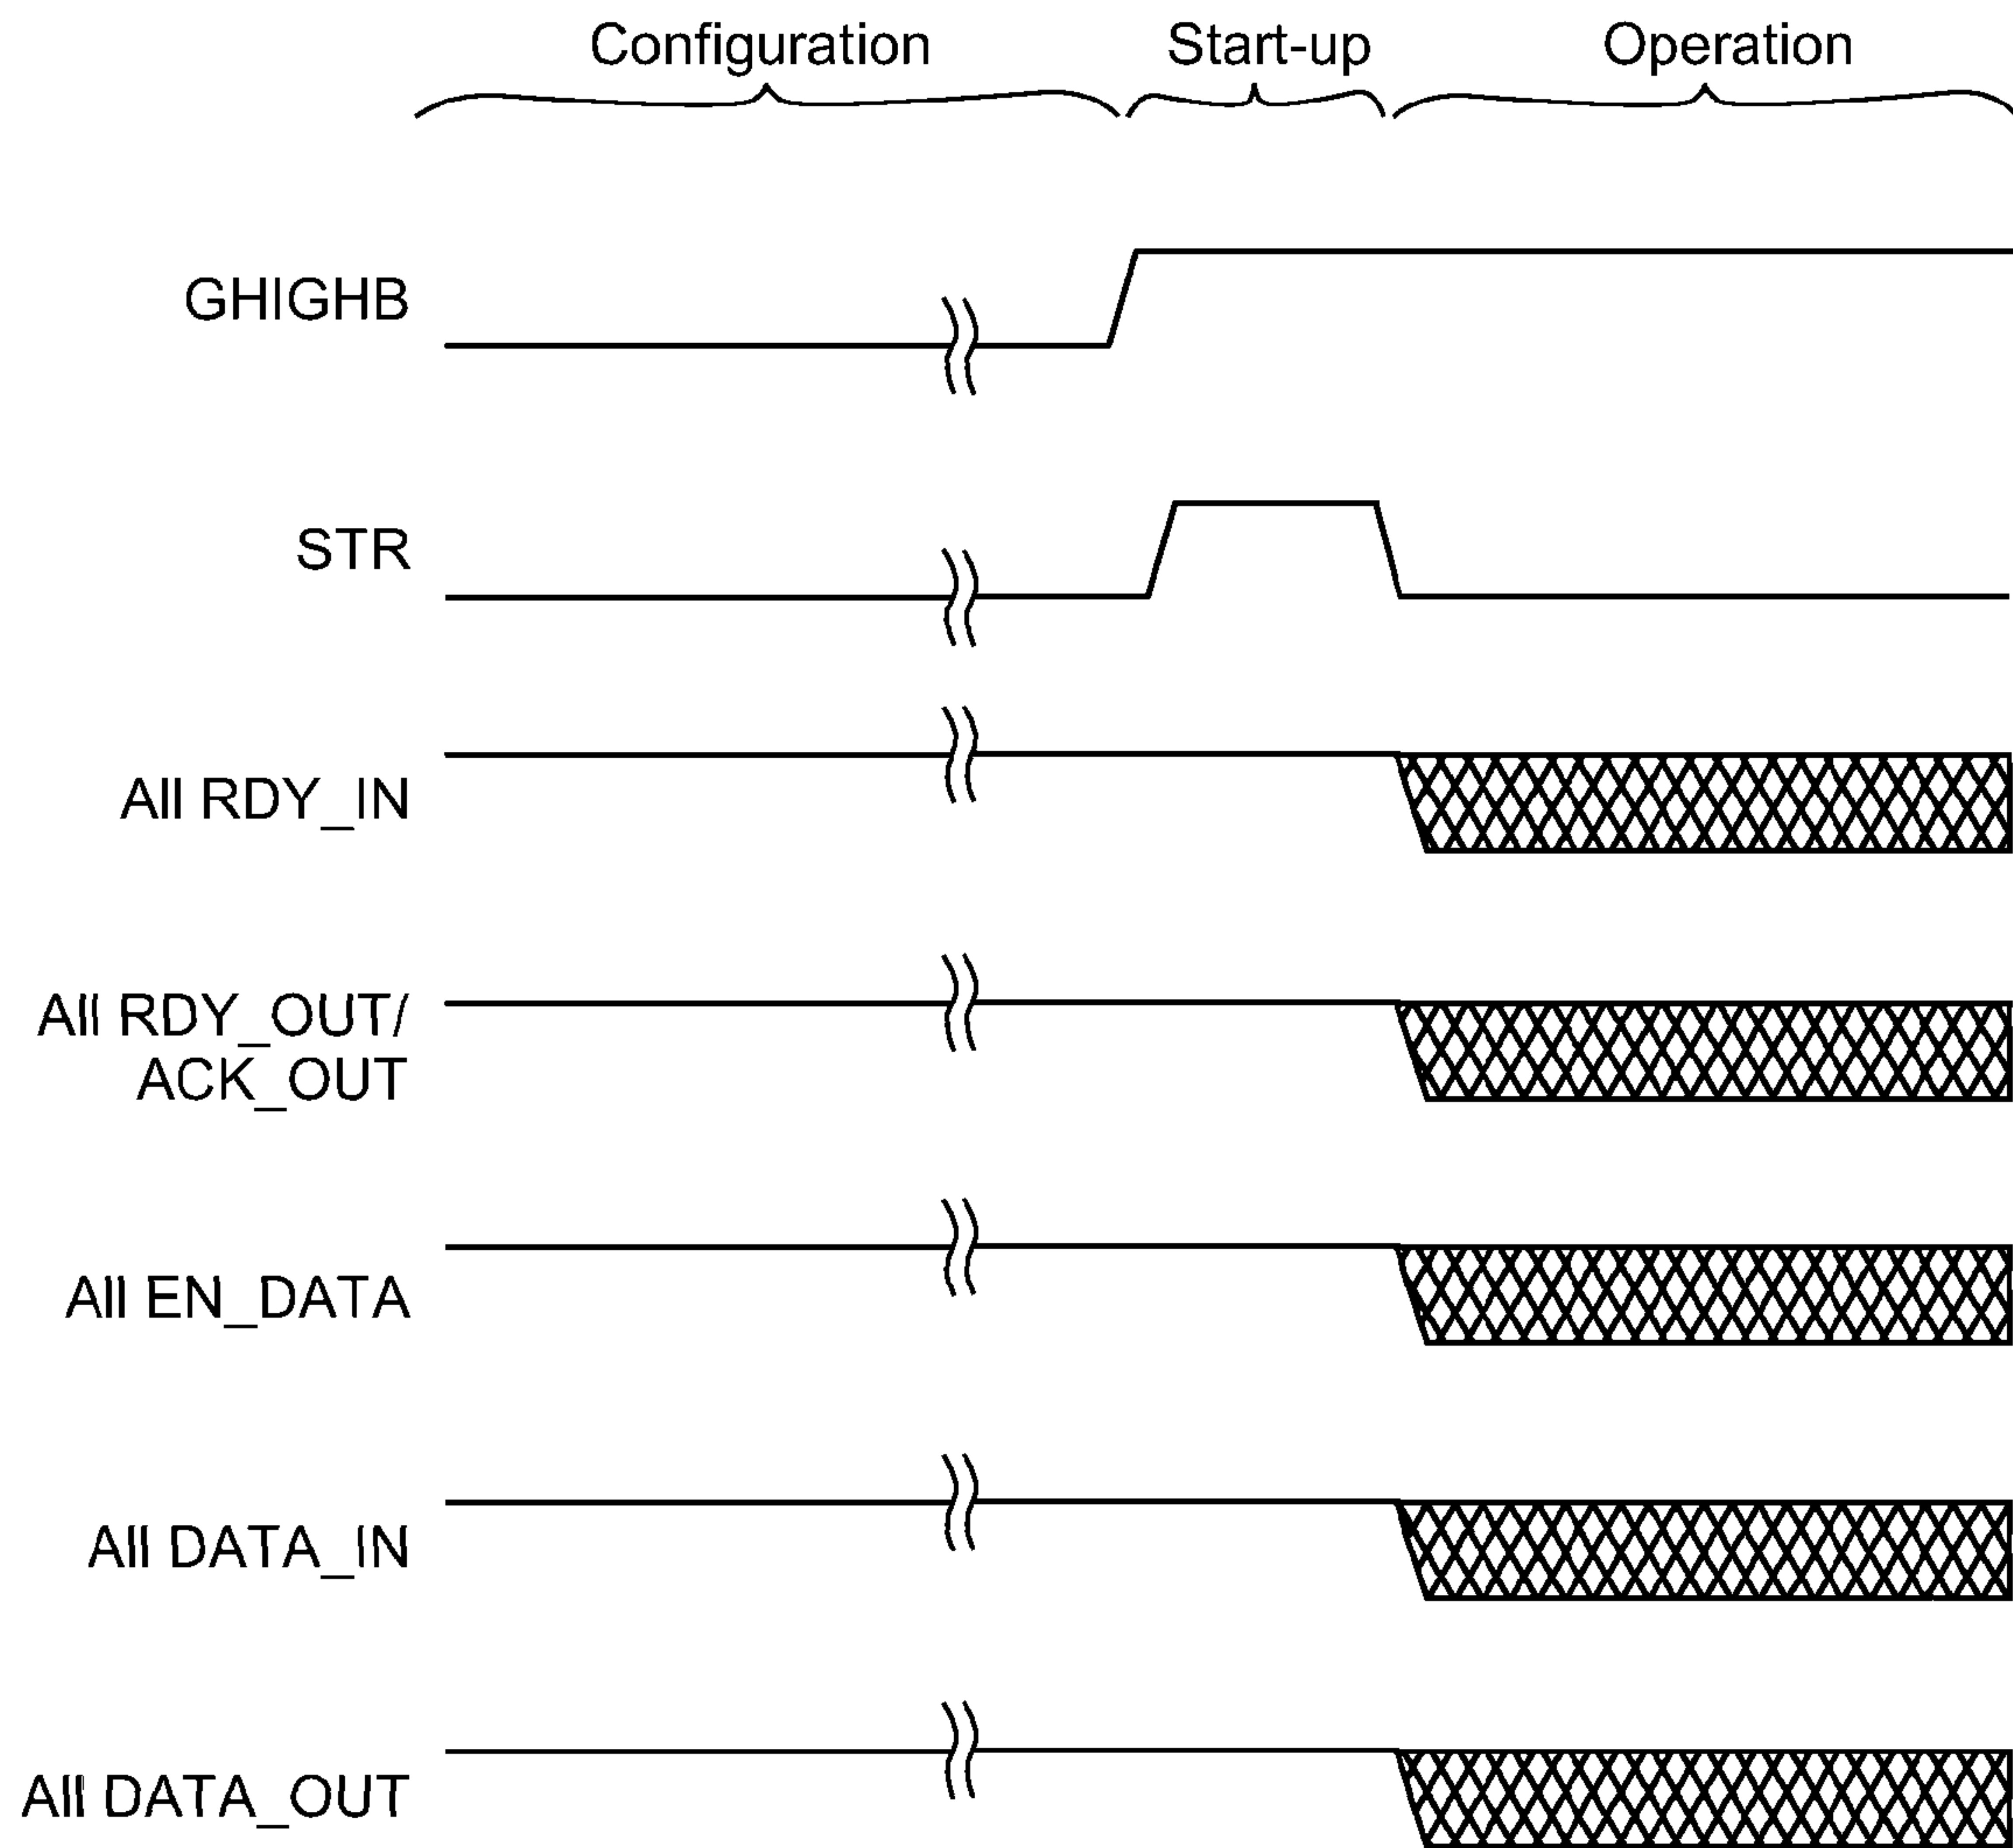 Configuration Start-up Operation
GHIGHB
STR
All RDY_IN
All RDY_OUT/
ACK_OUT
All EN_DATA
All DATA_IN
All DATA_OUT